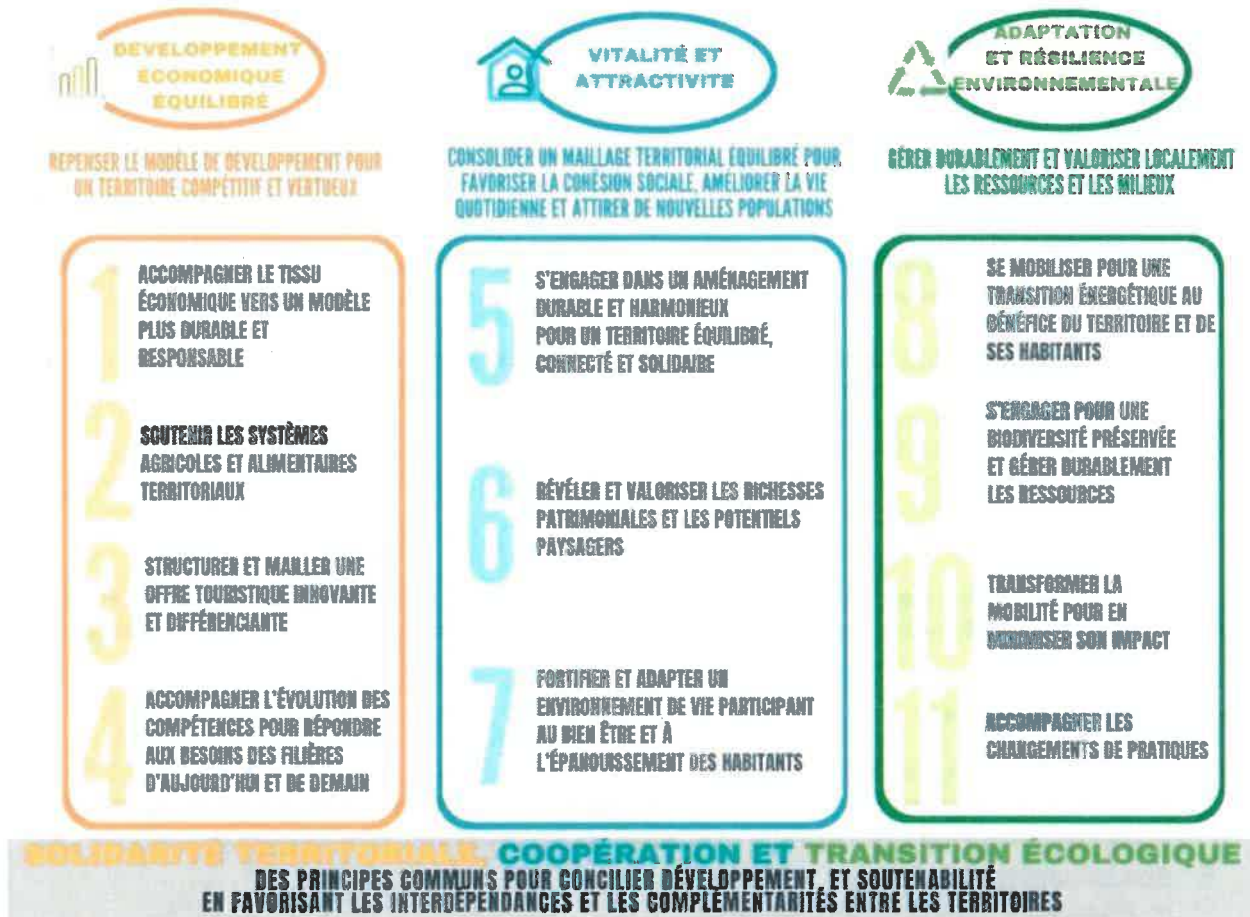 DEVELOPPEMENT
ÉCONOMIQUE
ÉQUILIBRÉ
REPENSER LE MODÈLE DE DÉVELOPPEMENT POUR
UN TERRITOIRE COMPÉTITIF ET VERTUEUX
1
ACCOMPAGNER LE TISSU
ÉCONOMIQUE VERS UN MODÈLE
PLUS DURABLE ET
RESPONSABLE
2
SOUTENIR LES SYSTÈMES
AGRICOLES ET ALIMENTAIRES
TERRITORIAUX
3
STRUCTURER ET MAILLER UNE
OFFRE TOURISTIQUE INNOVANTE
ET DIFFÉRENCIANTE
4
ACCOMPAGNER L'ÉVOLUTION DES
COMPÉTENCES POUR RÉPONDRE
AUX BESOINS DES FILIÈRES
D'AUJOURD'HUI ET DE DEMAIN
VITALITÉ ET
ATTRACTIVITE
CONSOLIDER UN MAILLAGE TERRITORIAL ÉQUILIBRÉ POUR
FAVORISER LA COHÉSION SOCIALE, AMÉLIORER LA VIE
QUOTIDIENNE ET ATTIRER DE NOUVELLES POPULATIONS
5
S'ENGAGER DANS UN AMÉNAGEMENT
DURABLE ET HARMONIEUX
POUR UN TERRITOIRE ÉQUILIBRÉ,
CONNECTÉ ET SOLIDAIRE
6
RÉVÉLER ET VALORISER LES RICHESSES
PATRIMONIALES ET LES POTENTIELS
PAYSAGERS
7
FORTIFIER ET ADAPTER UN
ENVIRONNEMENT DE VIE PARTICIPANT
AU BIEN ÊTRE ET À
L'ÉPANOUISSEMENT DES HABITANTS
ADAPTATION
ET RÉSILIENCE
ENVIRONNEMENTALE
GÉRER DURABLEMENT ET VALORISER LOCALEMENT
LES RESSOURCES ET LES MILIEUX
8
SE MOBILISER POUR UNE
TRANSITION ÉNERGÉTIQUE AU
BÉNÉFICE DU TERRITOIRE ET DE
SES HABITANTS
9
S'ENGAGER POUR UNE
BIODIVERSITÉ PRÉSERVÉE
ET GÉRER DURABLEMENT
LES RESSOURCES
10
TRANSFORMER LA
MOBILITÉ POUR EN
MINIMISER SON IMPACT
11
ACCOMPAGNER LES
CHANGEMENTS DE PRATIQUES
SOLIDARITÉ TERRITORIALE, COOPÉRATION ET TRANSITION ÉCOLOGIQUE
DES PRINCIPES COMMUNS POUR CONCILIER DÉVELOPPEMENT, ET SOUTENABILITÉ
EN FAVORISANT LES INTERDÉPENDANCES ET LES COMPLÉMENTARITÉS ENTRE LES TERRITOIRES